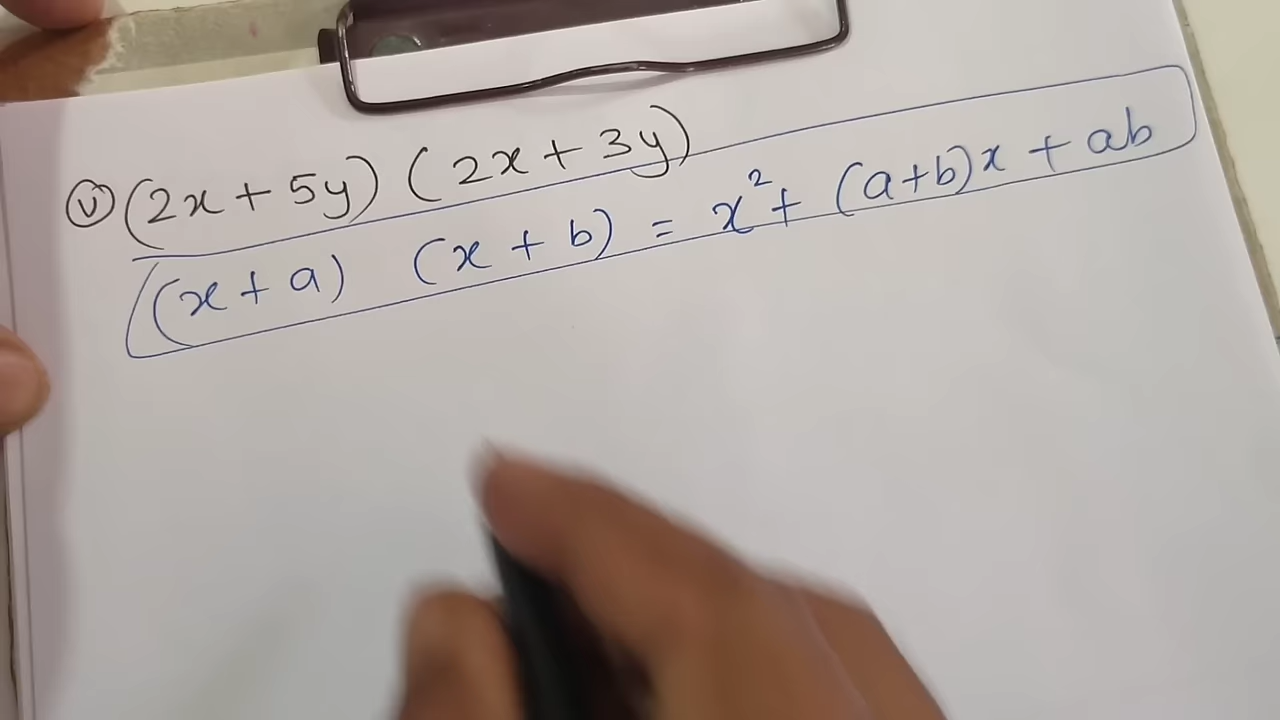 (v) (2x + 5y) (2x + 3y)
(x + a) (x + b) = x² + (a+b)x + ab